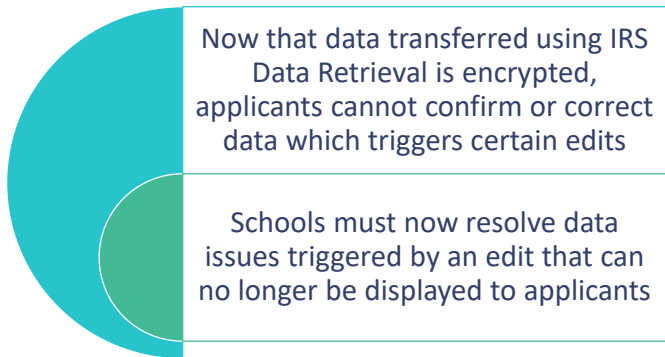 Now that data transferred using IRS
Data Retrieval is encrypted,
applicants cannot confirm or correct
data which triggers certain edits
Schools must now resolve data
issues triggered by an edit that can
no longer be displayed to applicants